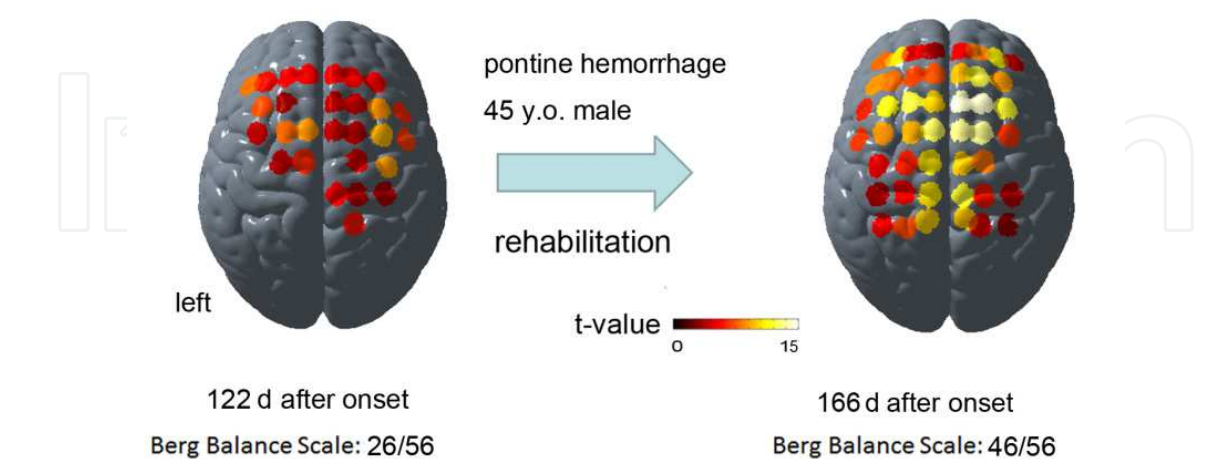 pontine hemorrhage
45 y.o. male
rehabilitation
left
t-value
0 15
122 d after onset
Berg Balance Scale: 26/56
166 d after onset
Berg Balance Scale: 46/56